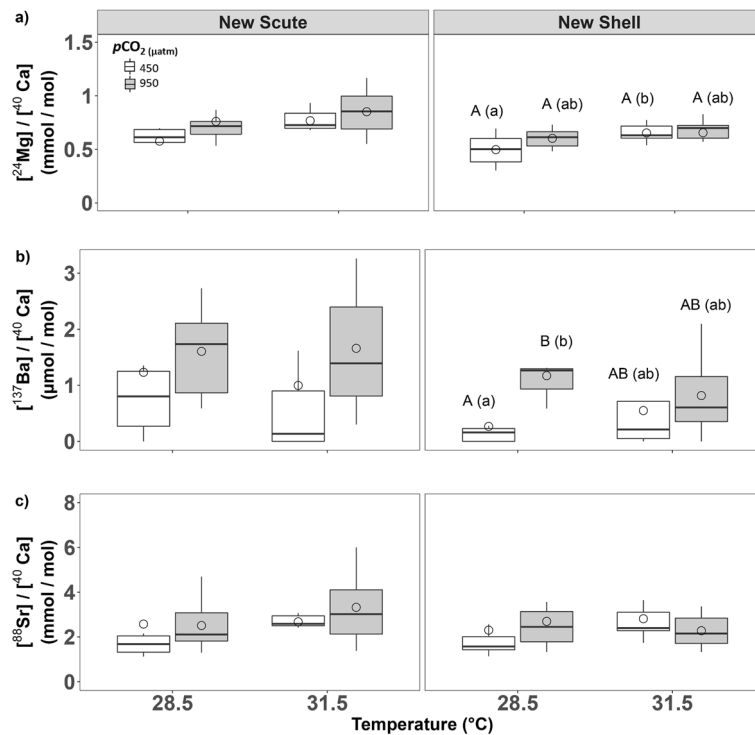 a)
New Scute
New Shell
pCO2 (µatm)
450
950
[24Mg] / [40 Ca]
(mmol / mol)
1.5
1
0.5
0
A (a)
A (ab)
A (b)
A (ab)
b)
[137Ba] / [40 Ca]
(µmol / mol)
3
2
1
0
A (a)
B (b)
AB (ab)
AB (ab)
c)
[88Sr] / [40 Ca]
(mmol / mol)
8
6
4
2
0
28.5
31.5
28.5
31.5
Temperature (°C)